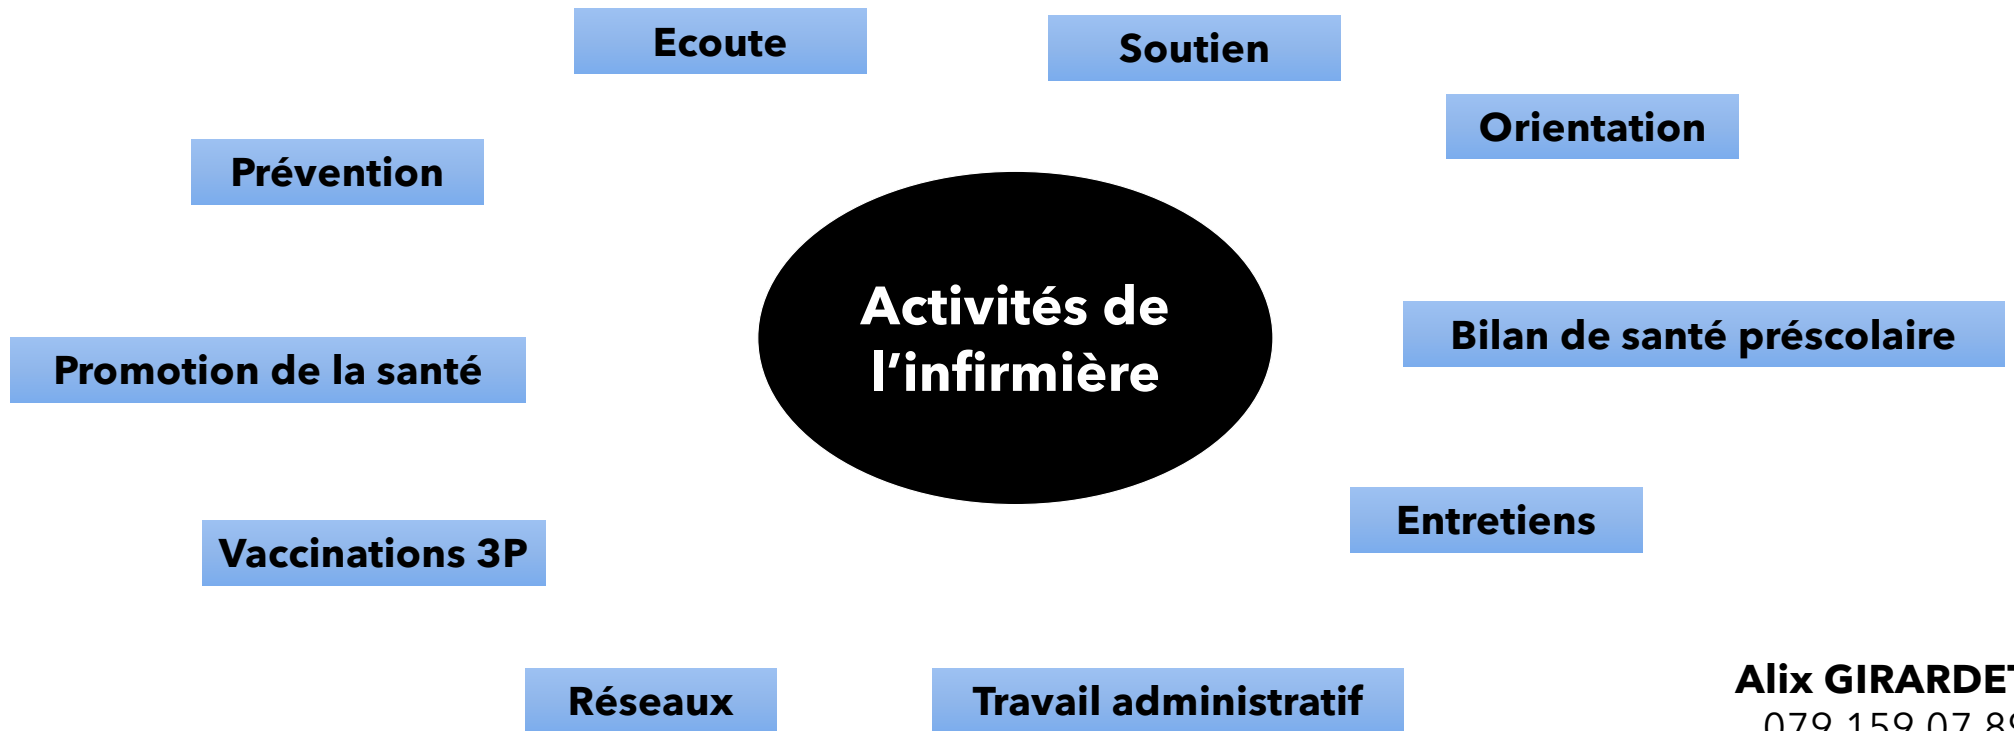 Ecoute
Soutien
Orientation
Prévention
Activités de
l’infirmière
Bilan de santé préscolaire
Promotion de la santé
Entretiens
Vaccinations 3P
Réseaux
Travail administratif
Alix GIRARDET
079 159 07 89